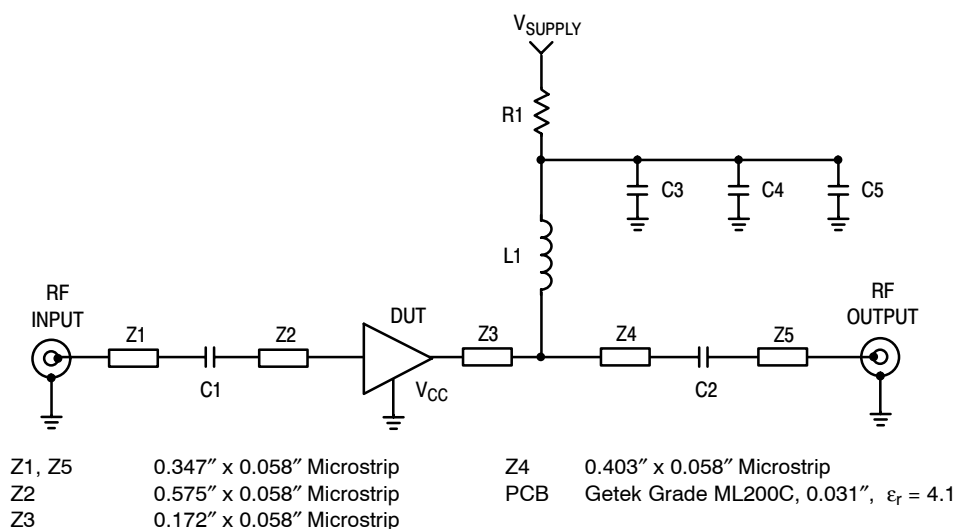 VSUPPLY
R1
C3
C4
C5
L1
RF
INPUT
Z1
C1
Z2
DUT
VCC
Z3
Z4
C2
Z5
RF
OUTPUT
Z1, Z5 0.347″ x 0.058″ Microstrip
Z2 0.575″ x 0.058″ Microstrip
Z3 0.172″ x 0.058″ Microstrip
Z4 0.403″ x 0.058″ Microstrip
PCB Getek Grade ML200C, 0.031″, εr = 4.1